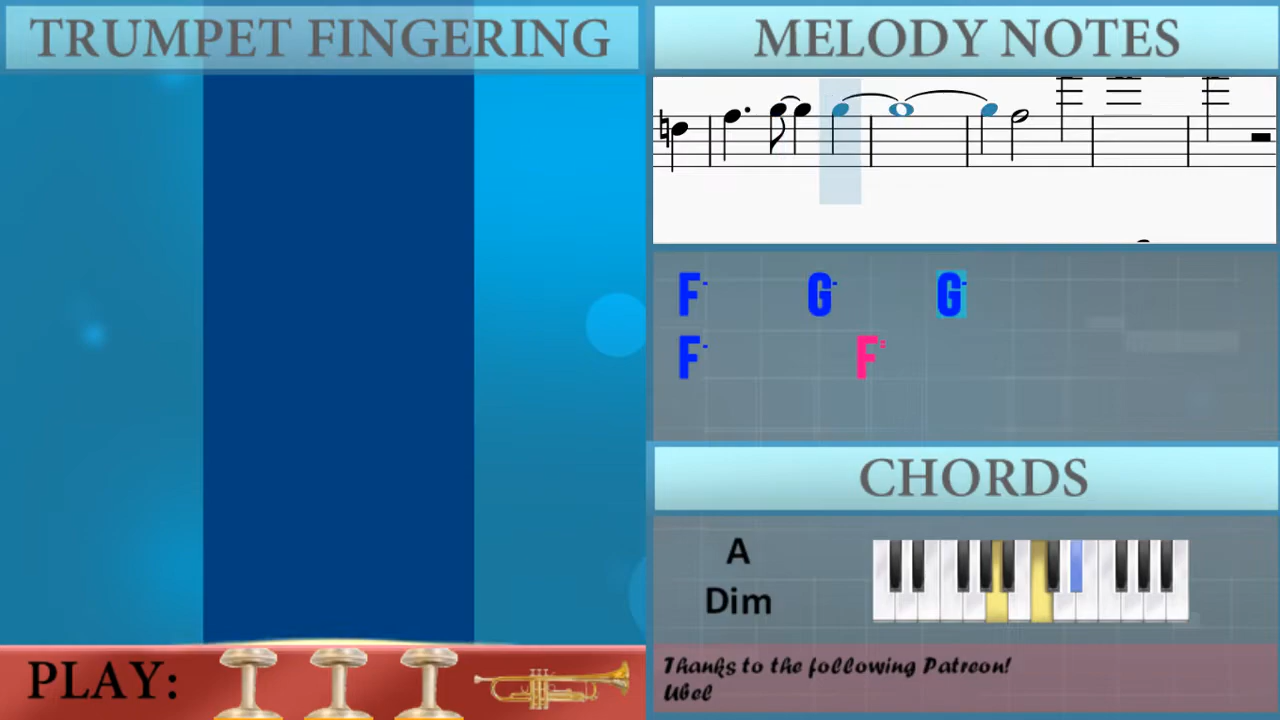 TRUMPET FINGERING
MELODY NOTES
F- G- G-
F- F
CHORDS
A
Dim
PLAY:
Thanks to the following Patreon!
Ubel